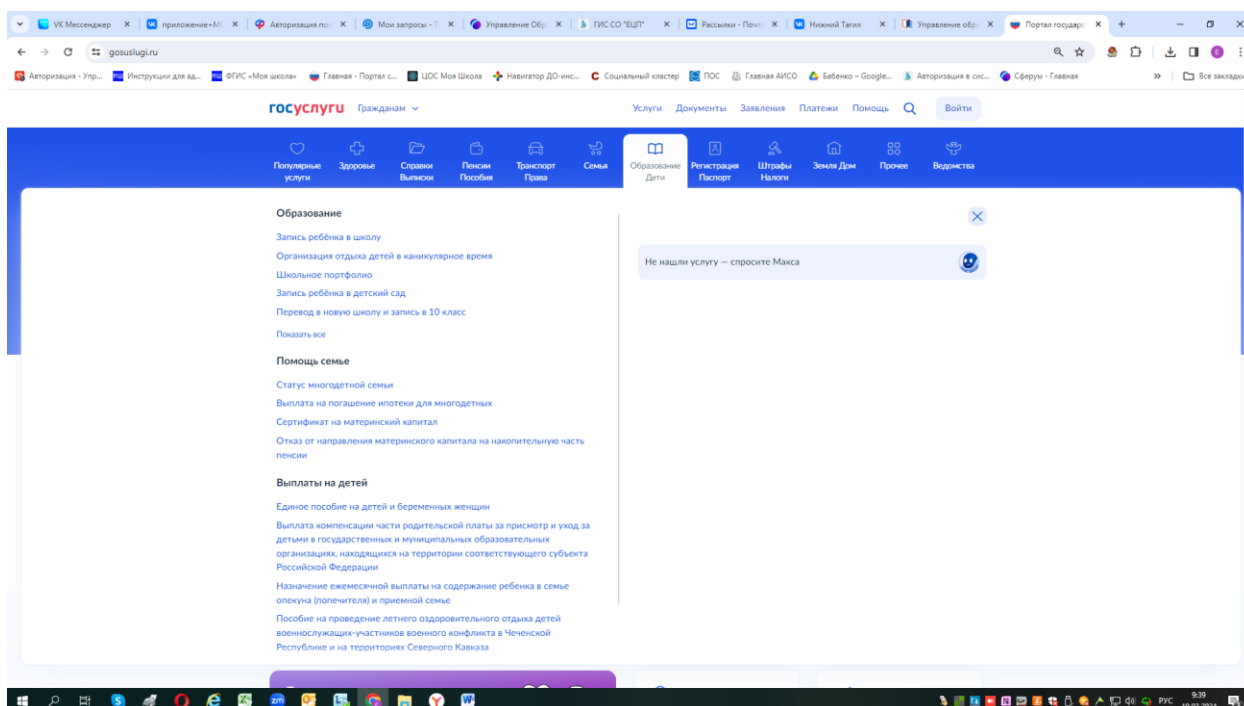 VK Мессенджер
приложение+МС
Авторизация пол
Мои запросы - Т
Управление Обр
ГИС СО "ЕЦП"
Рассылки - Почт
Нижний Тагил
Управление обр
Портал государс
gosuslugi.ru
Авторизация - Упр...
Инструкции для ад...
ФГИС «Моя школа»
Главная - Портал с...
ЦОС Моя Школа
Навигатор ДО-инс...
Социальный кластер
ПОС
Главная АИСО
Бабенко – Google...
Авторизация в сис...
Сферум - Главная
Все закладки
госуслуги
Гражданам
Услуги Документы Заявления Платежи Помощь
Войти
Популярные услуги
Здоровье
Справки Выписки
Пенсии Пособия
Транспорт Права
Семья
Образование Дети
Регистрация Паспорт
Штрафы Налоги
Земля Дом
Прочее
Ведомства
Образование
Запись ребёнка в школу
Организация отдыха детей в каникулярное время
Школьное портфолио
Запись ребёнка в детский сад
Перевод в новую школу и запись в 10 класс
Показать все
Помощь семье
Статус многодетной семьи
Выплата на погашение ипотеки для многодетных
Сертификат на материнский капитал
Отказ от направления материнского капитала на накопительную часть
пенсии
Выплаты на детей
Единое пособие на детей и беременных женщин
Выплата компенсации части родительской платы за присмотр и уход за
детьми в государственных и муниципальных образовательных
организациях, находящихся на территории соответствующего субъекта
Российской Федерации
Назначение ежемесячной выплаты на содержание ребенка в семье
опекуна (попечителя) и приемной семье
Пособие на проведение летнего оздоровительного отдыха детей
военнослужащих-участников военного конфликта в Чеченской
Республике и на территориях Северного Кавказа
Не нашли услугу — спросите Макса
РУС
9:39